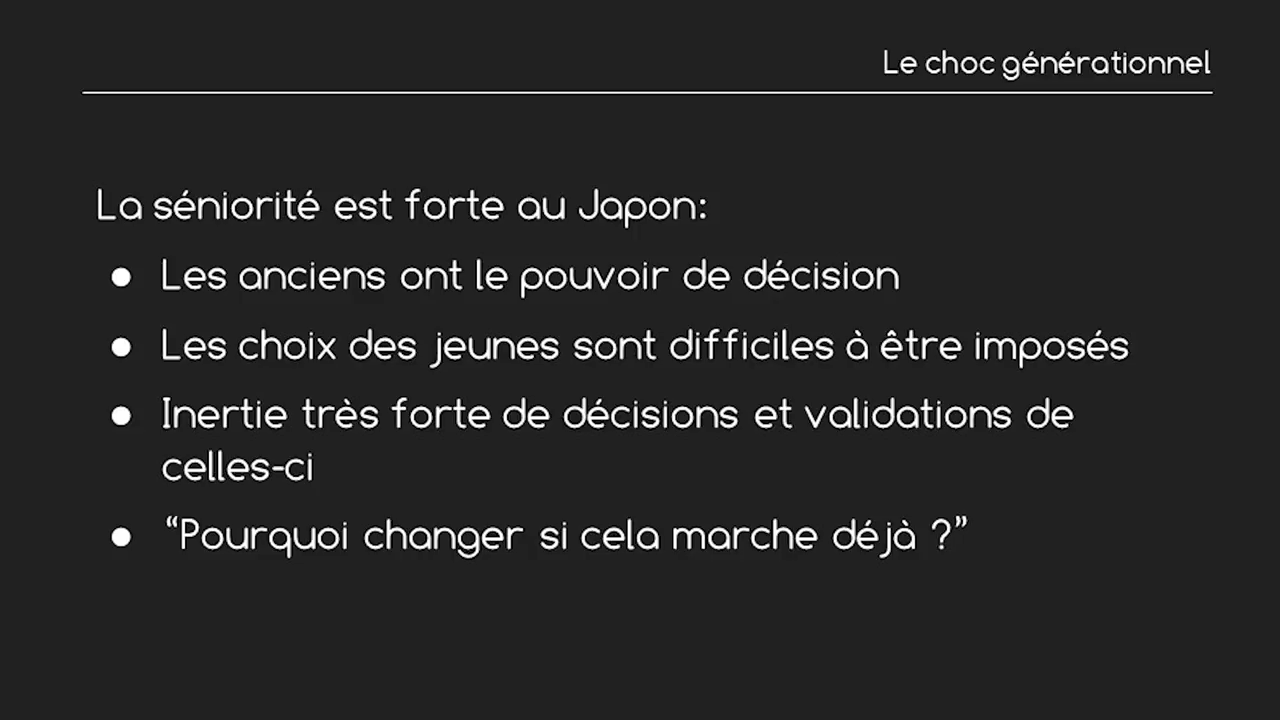 Le choc générationnel
La séniorité est forte au Japon:
● Les anciens ont le pouvoir de décision
● Les choix des jeunes sont difficiles à être imposés
● Inertie très forte de décisions et validations de
celles-ci
● “Pourquoi changer si cela marche déjà ?”